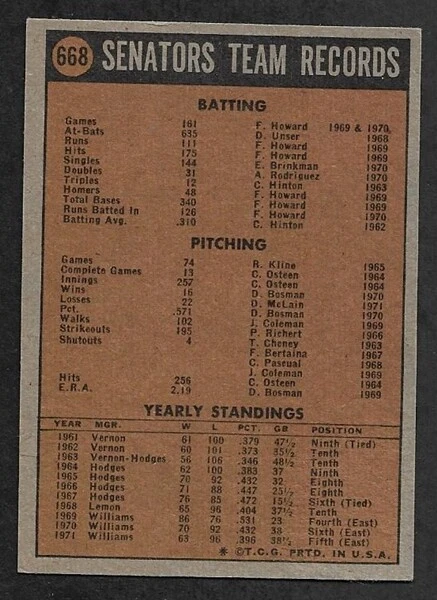 668 SENATORS TEAM RECORDS
BATTING
Games 161 F. Howard 1969 & 1970
At-Bats 635 D. Unser 1968
Runs 111 F. Howard 1969
Hits 175 F. Howard 1969
Singles 144 E. Brinkman 1970
Doubles 31 A. Rodriguez 1970
Triples 12 C. Hinton 1963
Homers 48 F. Howard 1969
Total Bases 340 F. Howard 1969
Runs Batted In 126 F. Howard 1970
Batting Avg. .310 C. Hinton 1962
PITCHING
Games 74 R. Kline 1965
Complete Games 13 C. Osteen 1964
Innings 257 C. Osteen 1964
Wins 16 D. Bosman 1970
Losses 22 D. McLain 1971
Pct. .571 D. Bosman 1970
Walks 102 J. Coleman 1969
Strikeouts 195 P. Richert 1966
Shutouts 4 T. Cheney 1963
F. Bertaina 1967
C. Pascual 1968
J. Coleman 1969
Hits 256 C. Osteen 1964
E.R.A. 2.19 D. Bosman 1969
YEARLY STANDINGS
YEAR MGR. W L PCT. GB POSITION
1961 Vernon 61 100 .379 47½ Ninth (Tied)
1962 Vernon 60 101 .373 35½ Tenth
1963 Vernon-Hodges 56 106 .346 48½ Tenth
1964 Hodges 62 100 .383 37 Ninth
1965 Hodges 70 92 .432 32 Eighth
1966 Hodges 71 88 .447 25½ Eighth
1967 Hodges 76 85 .472 15½ Sixth (Tied)
1968 Lemon 65 96 .404 37½ Tenth
1969 Williams 86 76 .531 23 Fourth (East)
1970 Williams 70 92 .432 38 Sixth (East)
1971 Williams 63 96 .396 38½ Fifth (East)
* ©T.C.G. PRTD. IN U.S.A.